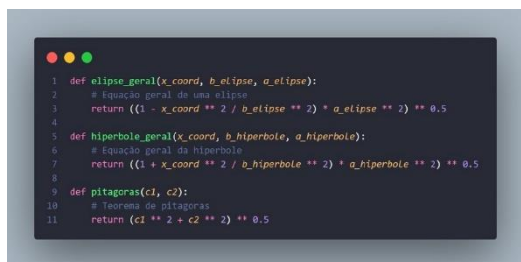 1 def elipse_geral(x_coord, b_elipse, a_elipse):
2 # Equação geral de uma elipse
3 return ((1 - x_coord ** 2 / b_elipse ** 2) * a_elipse ** 2) ** 0.5
4
5 def hiperbole_geral(x_coord, b_hiperbole, a_hiperbole):
6 # Equação geral da hiperbole
7 return ((1 + x_coord ** 2 / b_hiperbole ** 2) * a_hiperbole ** 2) ** 0.5
8
9 def pitagoras(c1, c2):
10 # Teorema de pitagoras
11 return (c1 ** 2 + c2 ** 2) ** 0.5